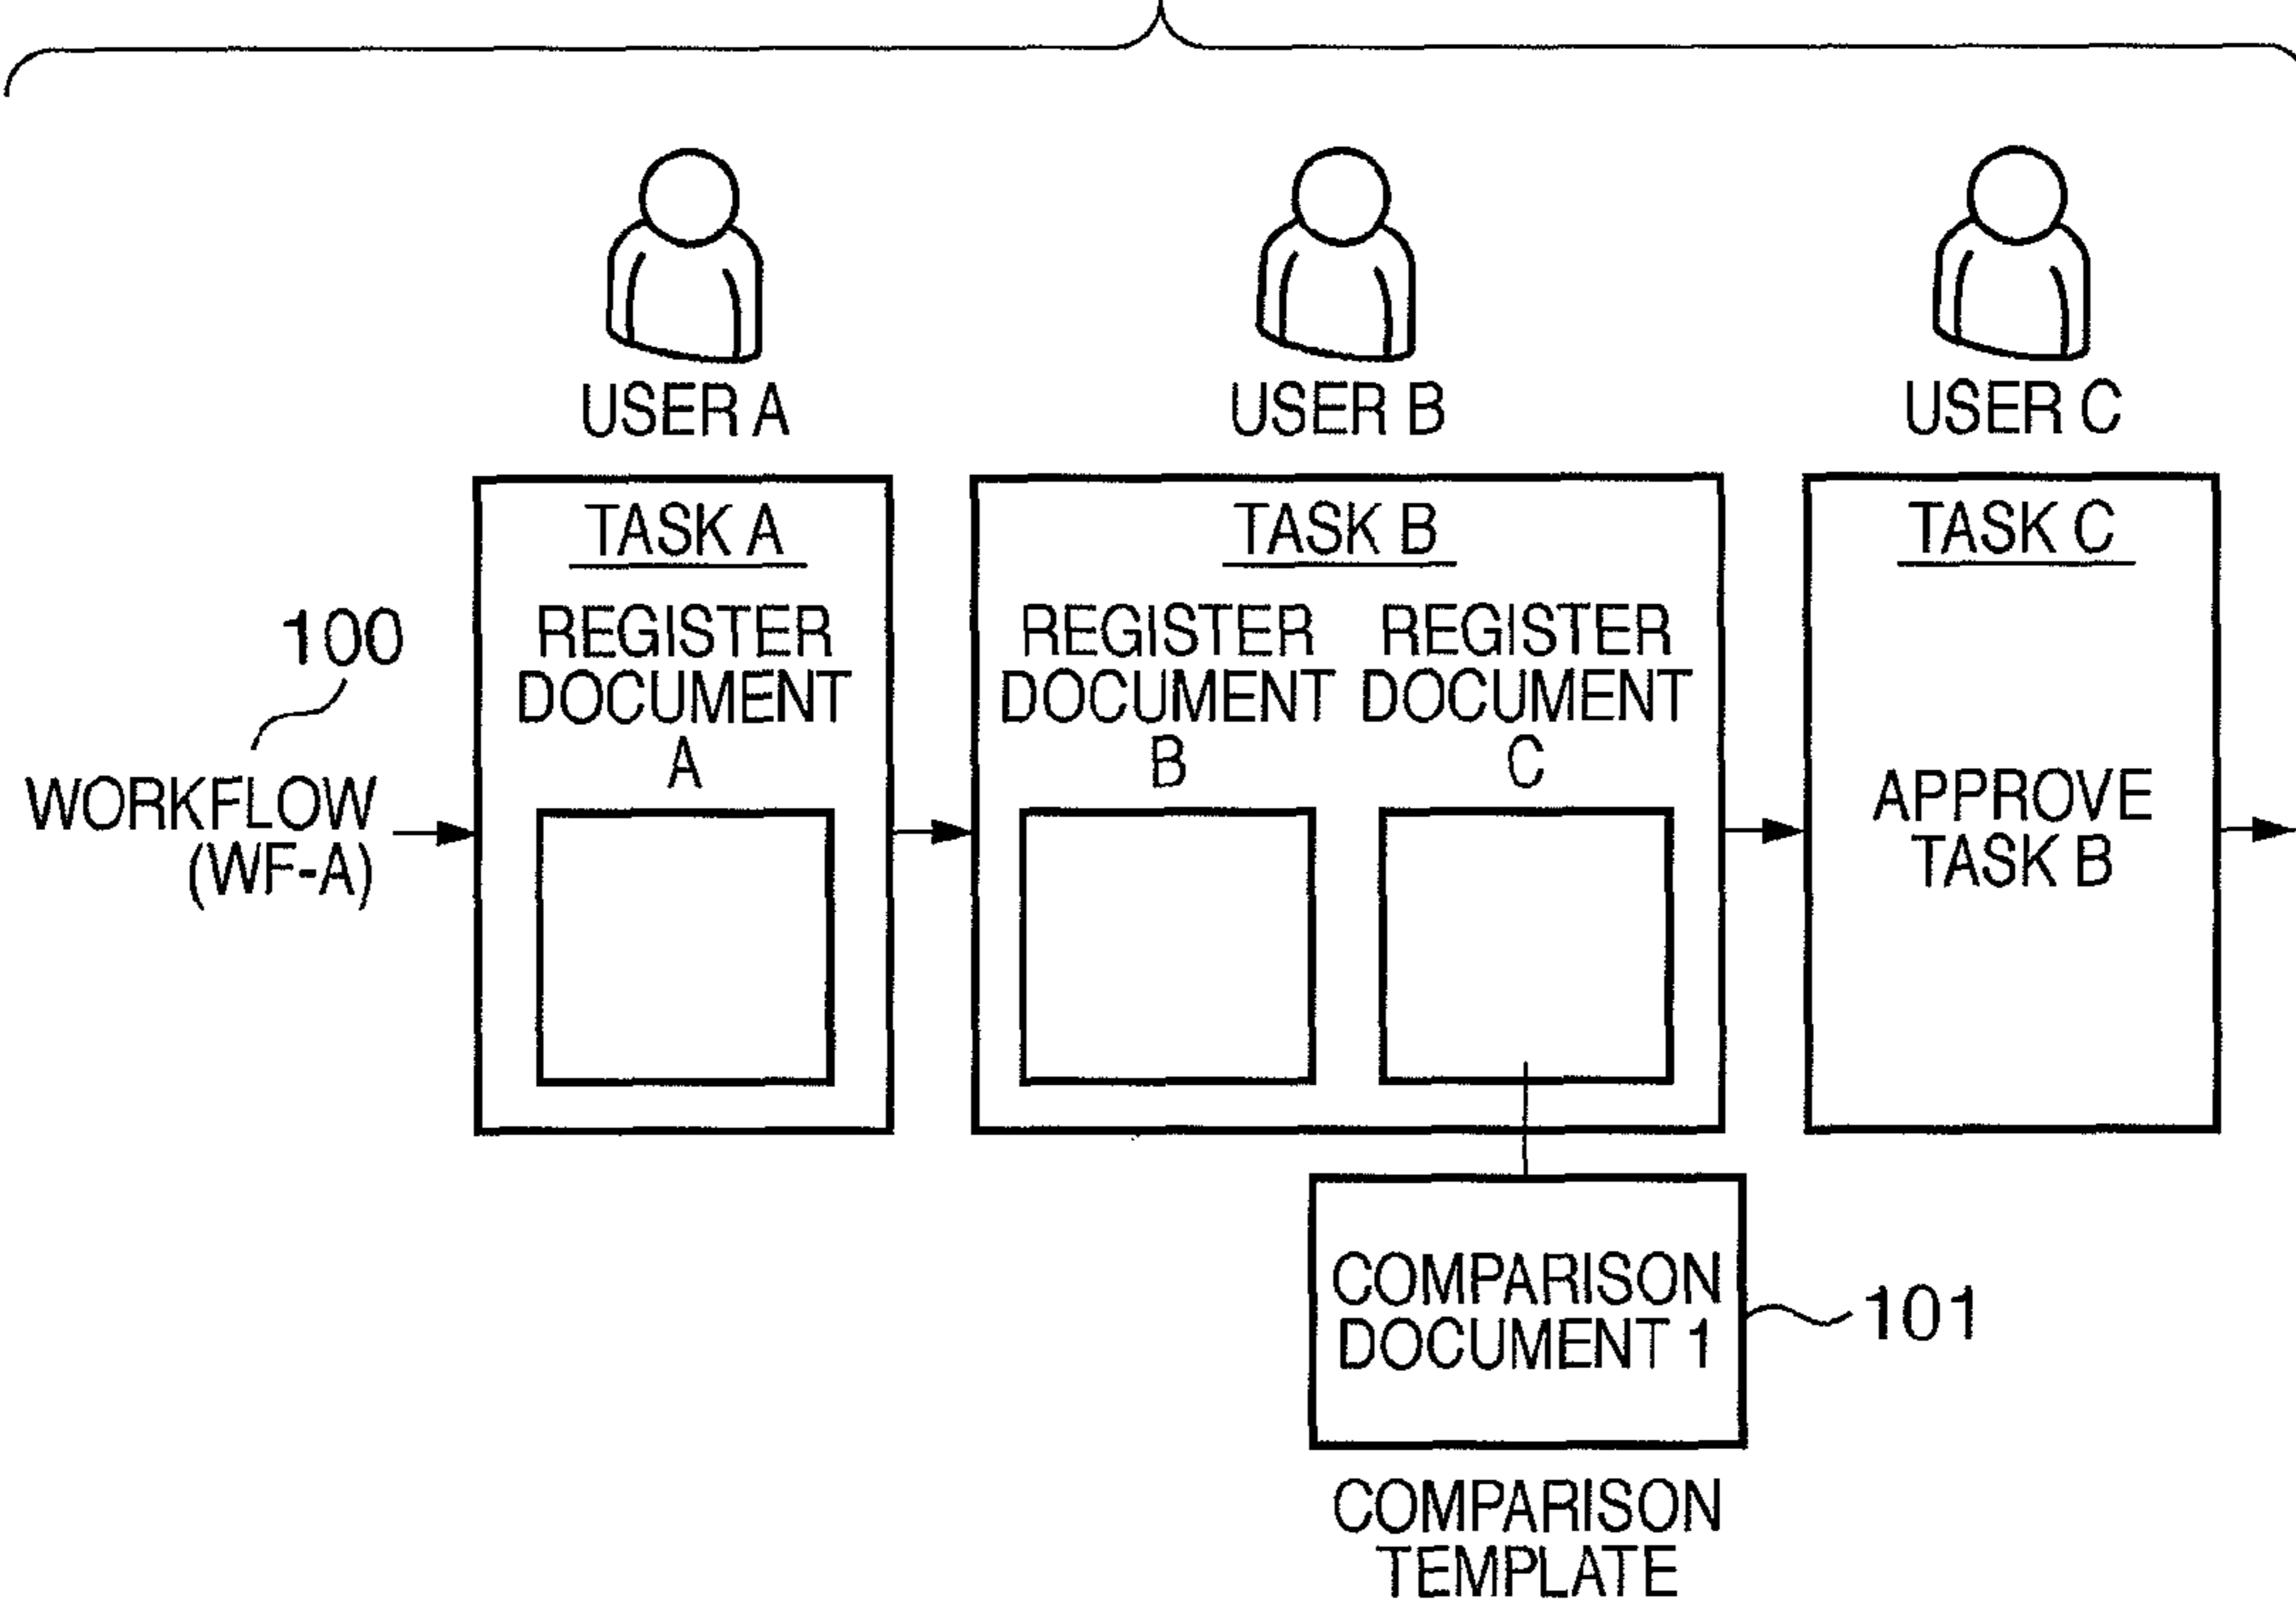 USER A
USER B
USER C
TASK A
REGISTER
DOCUMENT
A
TASK B
REGISTER
DOCUMENT
B
REGISTER
DOCUMENT
C
TASK C
APPROVE
TASK B
100
WORKFLOW
(WF-A)
COMPARISON
DOCUMENT 1
101
COMPARISON
TEMPLATE